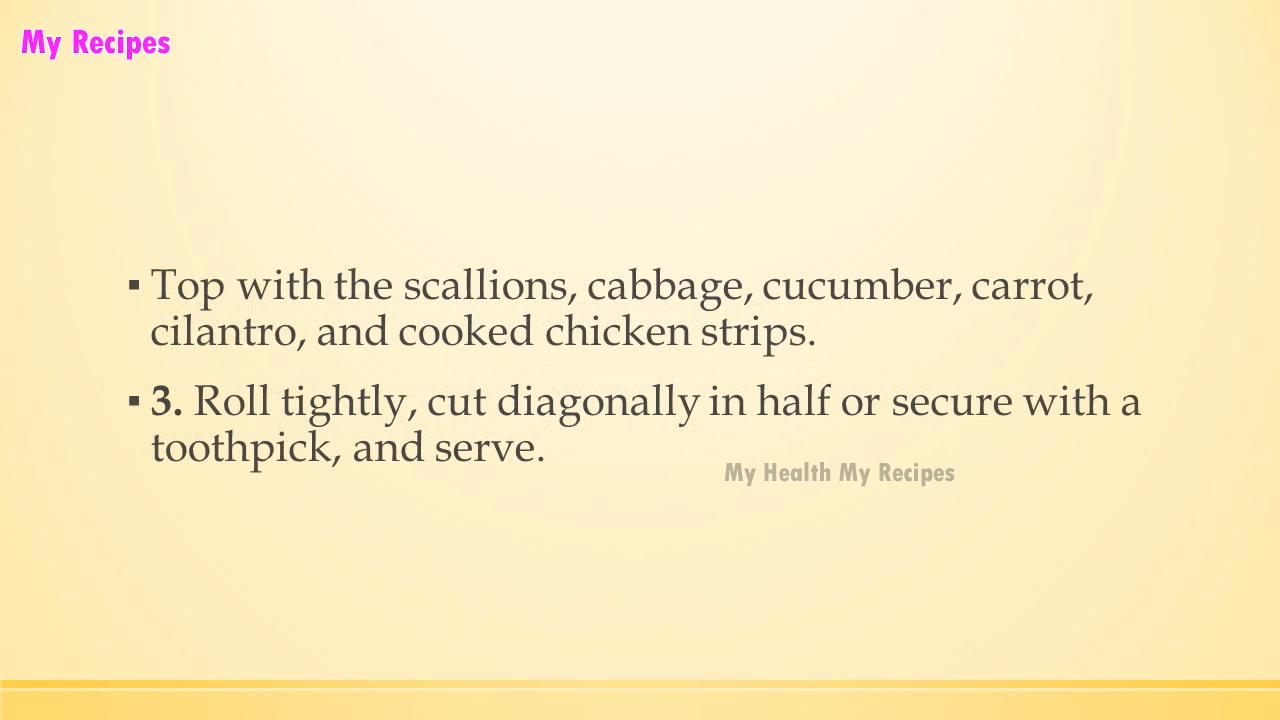 My Recipes
▪ Top with the scallions, cabbage, cucumber, carrot,
cilantro, and cooked chicken strips.
▪ 3. Roll tightly, cut diagonally in half or secure with a
toothpick, and serve.
My Health My Recipes